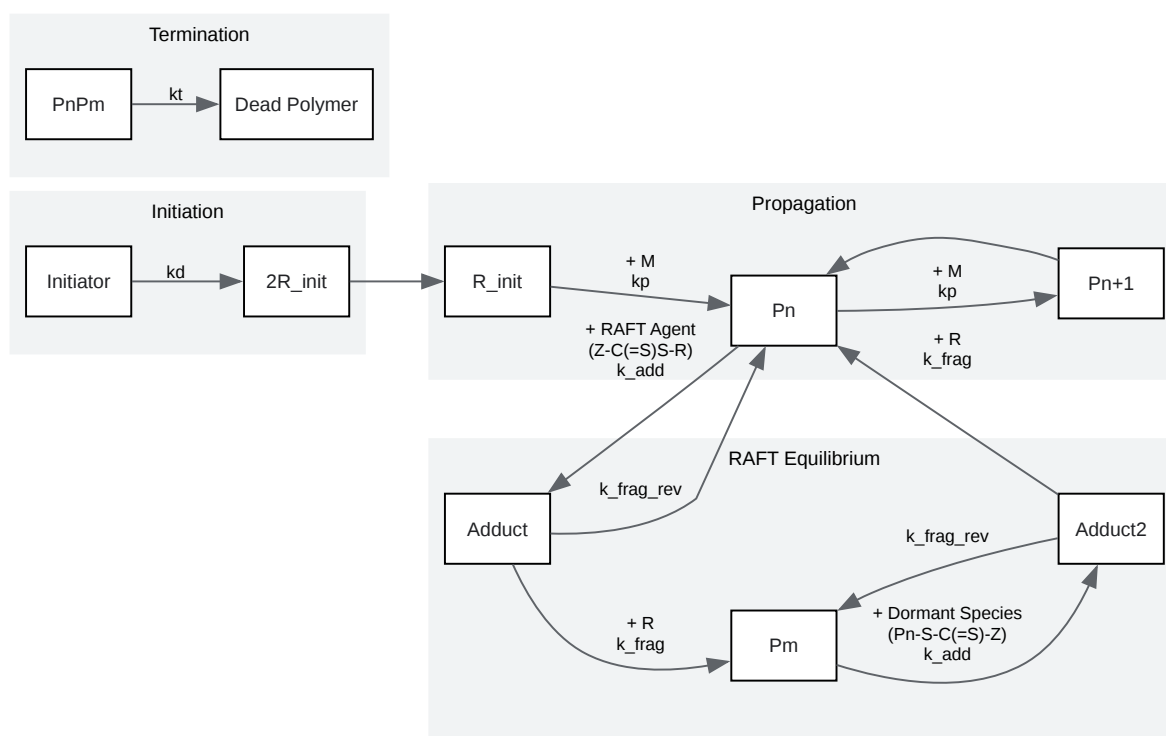 Termination
PnPm
kt
Dead Polymer
Initiation
Initiator
kd
2R_init
Propagation
R_init
+ M
kp
Pn
+ M
kp
Pn+1
+ RAFT Agent
(Z-C(=S)S-R)
k_add
+ R
k_frag
RAFT Equilibrium
k_frag_rev
Adduct
Adduct2
k_frag_rev
+ R
k_frag
Pm
+ Dormant Species
(Pn-S-C(=S)-Z)
k_add